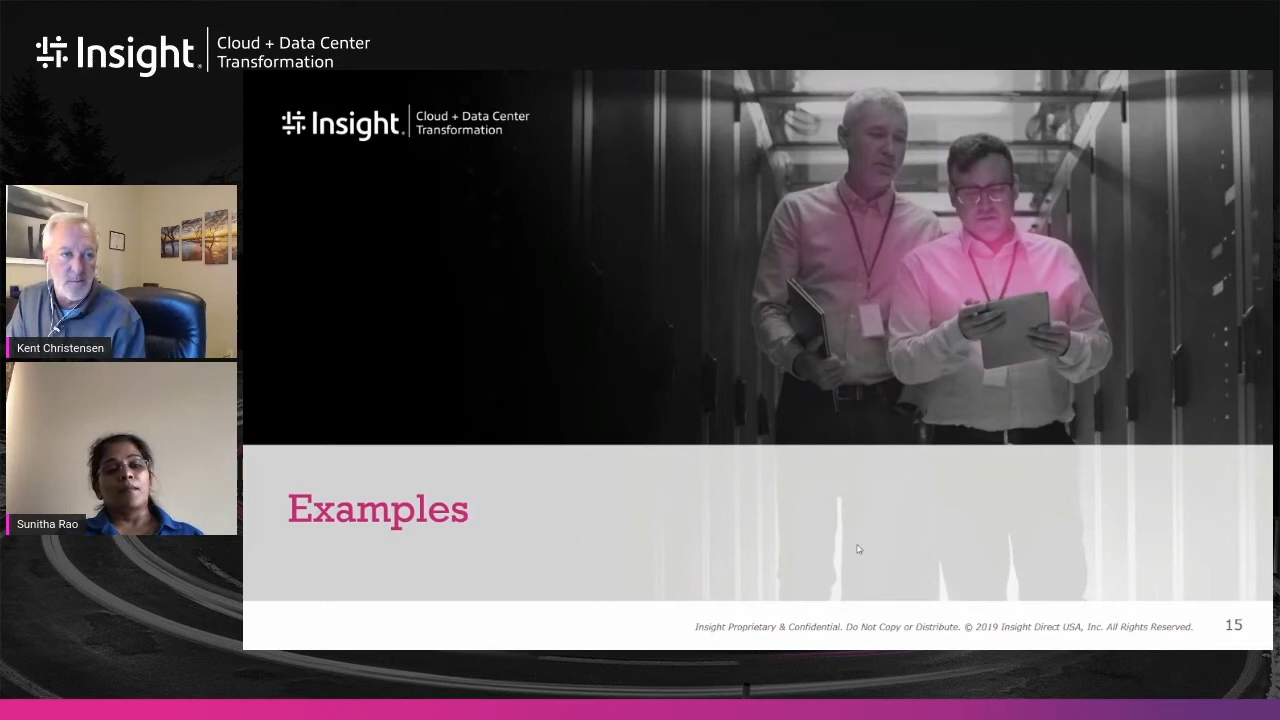 Insight. Cloud + Data Center
Transformation
Insight. Cloud + Data Center
Transformation
Kent Christensen
Sunitha Rao
Examples
Insight Proprietary & Confidential. Do Not Copy or Distribute. © 2019 Insight Direct USA, Inc. All Rights Reserved. 15